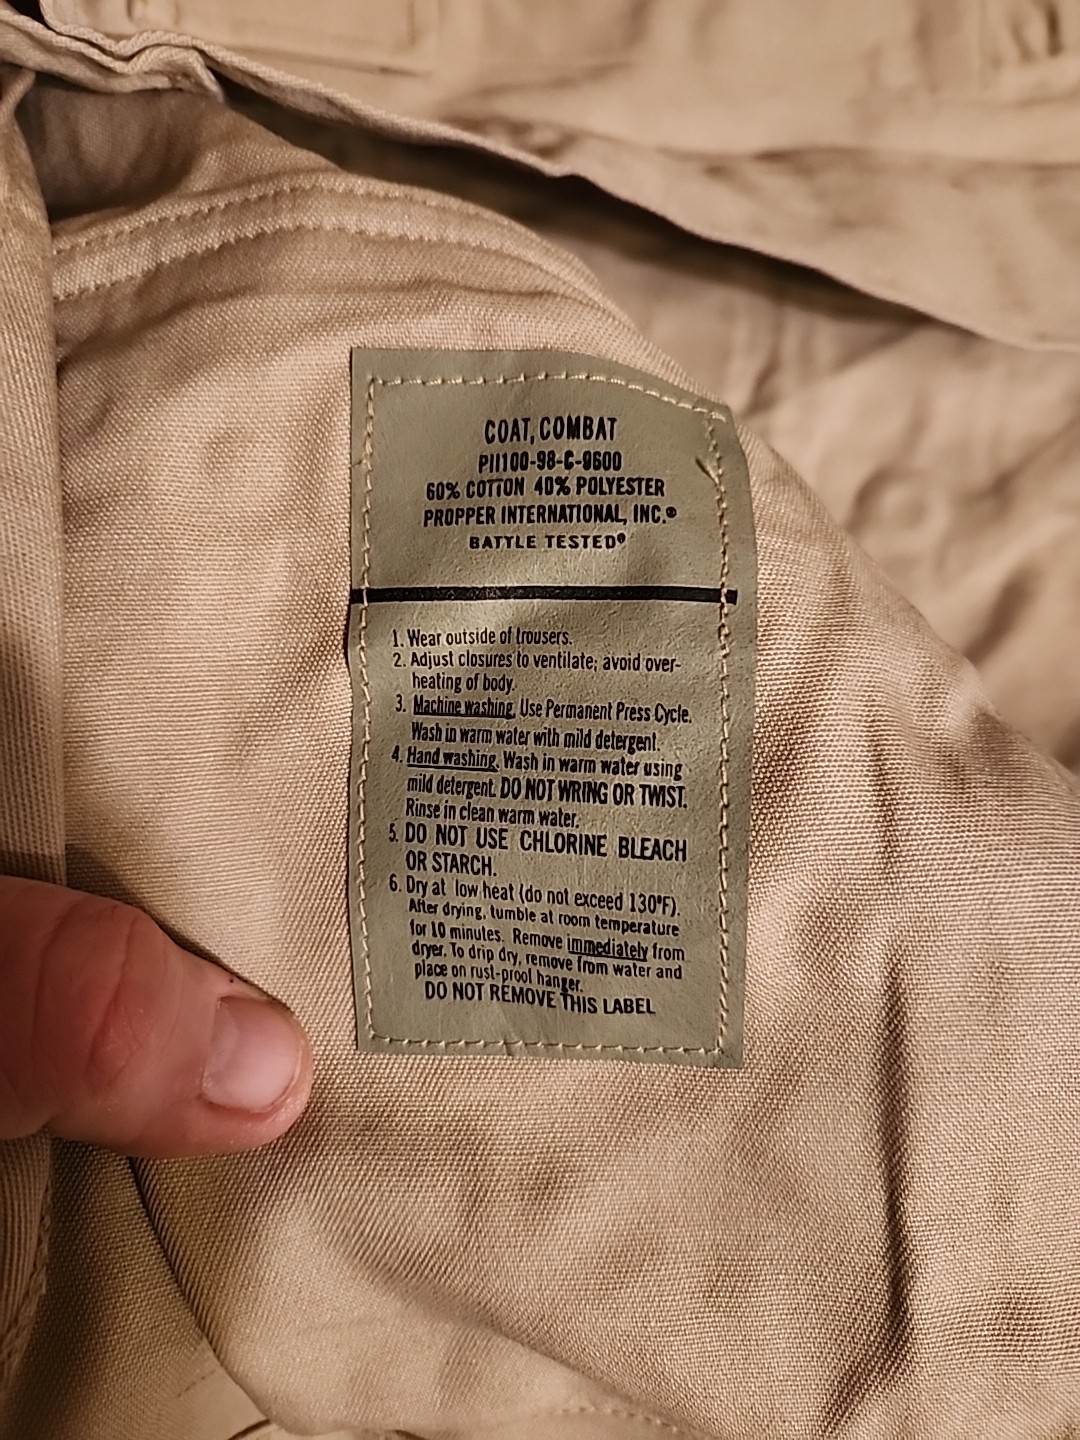 COAT, COMBAT
PII100-98-C-9600
60% COTTON 40% POLYESTER
PROPPER INTERNATIONAL, INC.®
BATTLE TESTED®
1. Wear outside of trousers.
2. Adjust closures to ventilate; avoid over-
heating of body.
3. Machine washing. Use Permanent Press Cycle.
Wash in warm water with mild detergent.
4. Hand washing. Wash in warm water using
mild detergent. DO NOT WRING OR TWIST.
Rinse in clean warm water.
5. DO NOT USE CHLORINE BLEACH
OR STARCH.
6. Dry at low heat (do not exceed 130°F).
After drying, tumble at room temperature
for 10 minutes. Remove immediately from
dryer. To drip dry, remove from water and
place on rust-proof hanger.
DO NOT REMOVE THIS LABEL